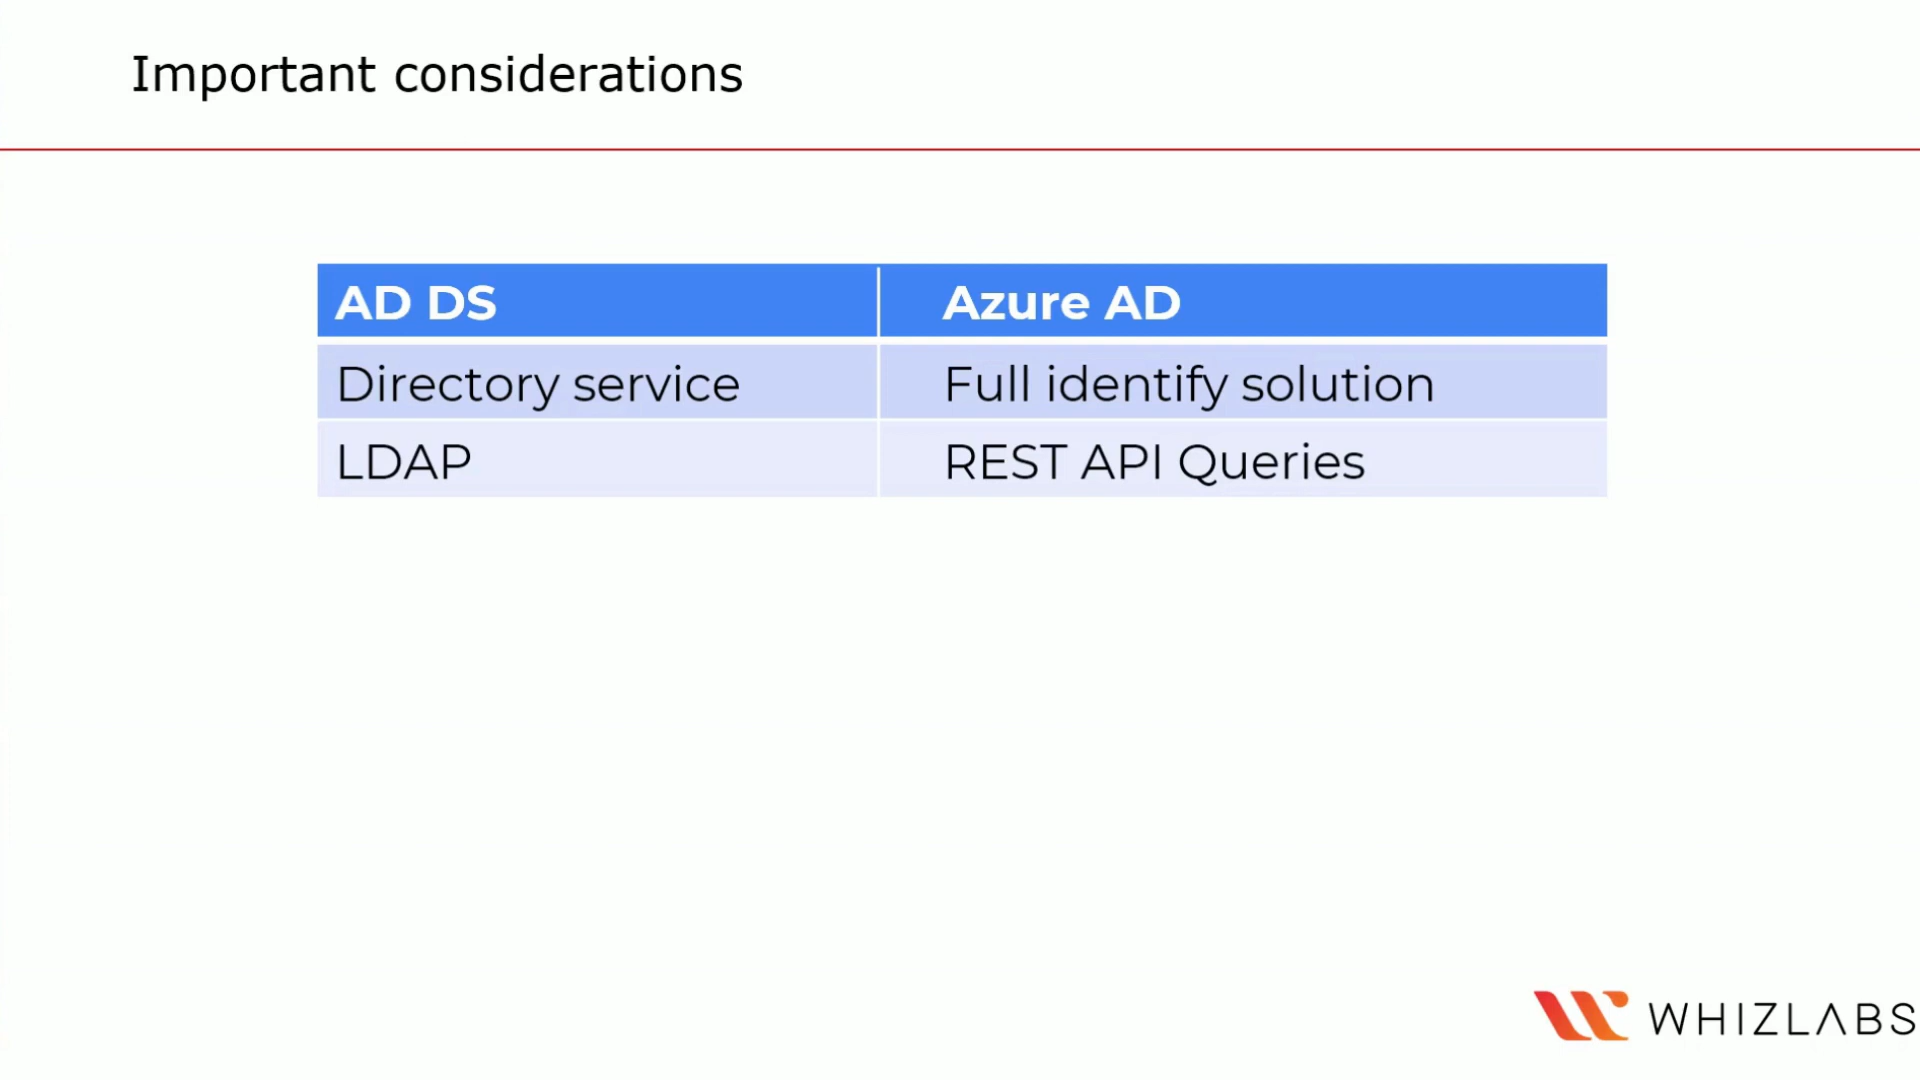 Important considerations
AD DS Azure AD
Directory service Full identify solution
LDAP REST API Queries
WHIZLABS